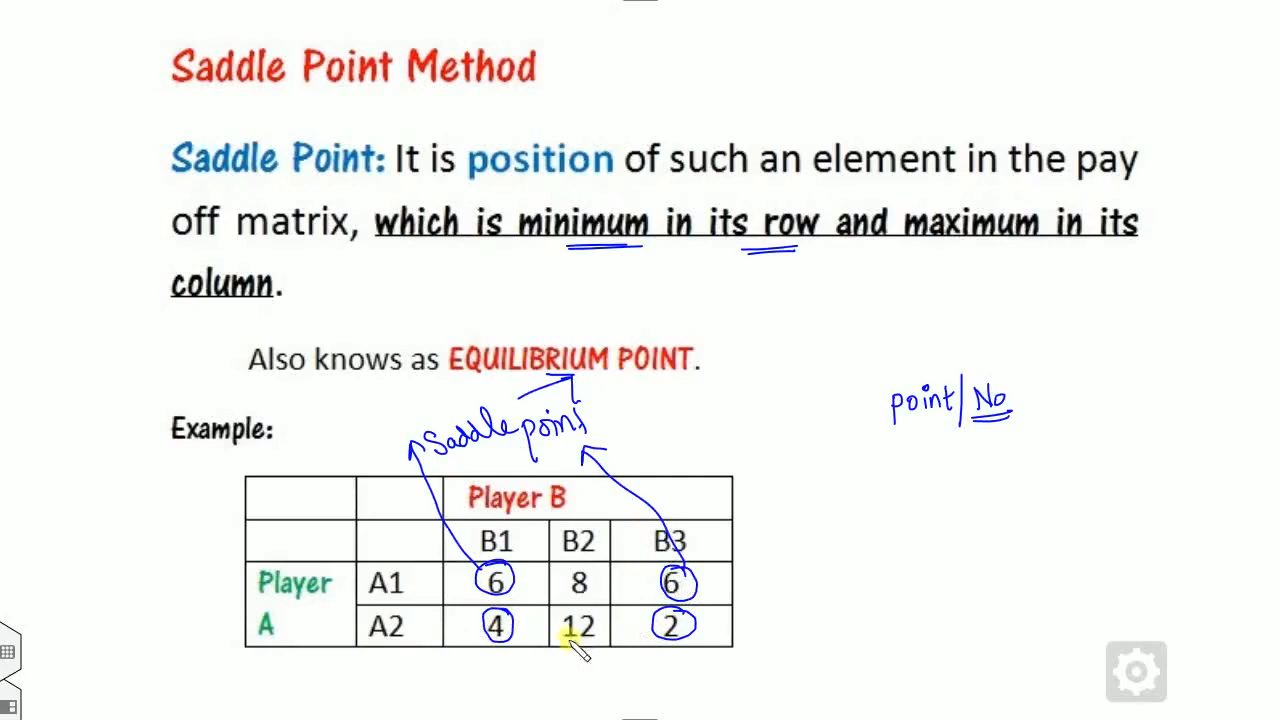 Saddle Point Method
Saddle Point: It is position of such an element in the pay
off matrix, which is minimum in its row and maximum in its
column.
Also knows as EQUILIBRIUM POINT.
point/No
Example:
Saddle point
Player B
B1 B2 B3
Player A1 6 8 6
A A2 4 12 2